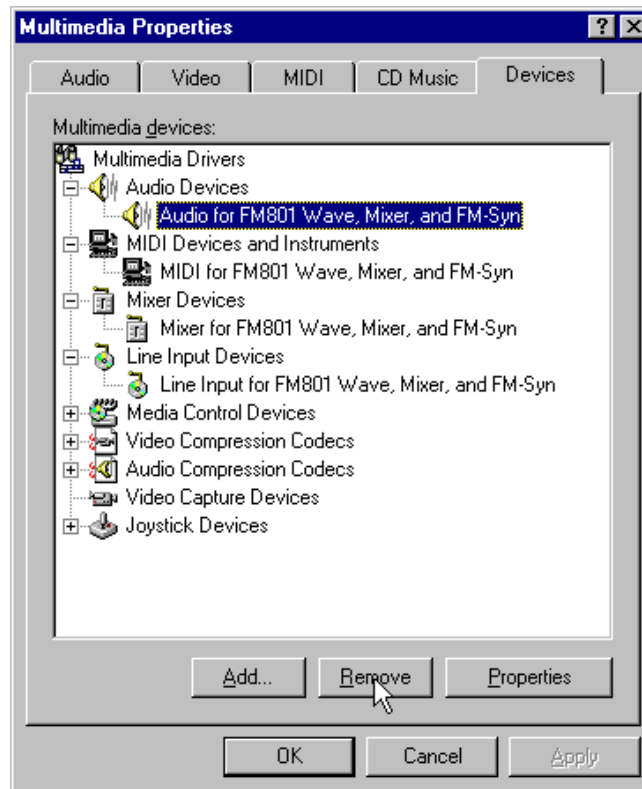 Multimedia Properties
Audio Video MIDI CD Music Devices
Multimedia devices:
Multimedia Drivers
Audio Devices
Audio for FM801 Wave, Mixer, and FM-Syn
MIDI Devices and Instruments
MIDI for FM801 Wave, Mixer, and FM-Syn
Mixer Devices
Mixer for FM801 Wave, Mixer, and FM-Syn
Line Input Devices
Line Input for FM801 Wave, Mixer, and FM-Syn
Media Control Devices
Video Compression Codecs
Audio Compression Codecs
Video Capture Devices
Joystick Devices
Add... Remove Properties
OK Cancel Apply